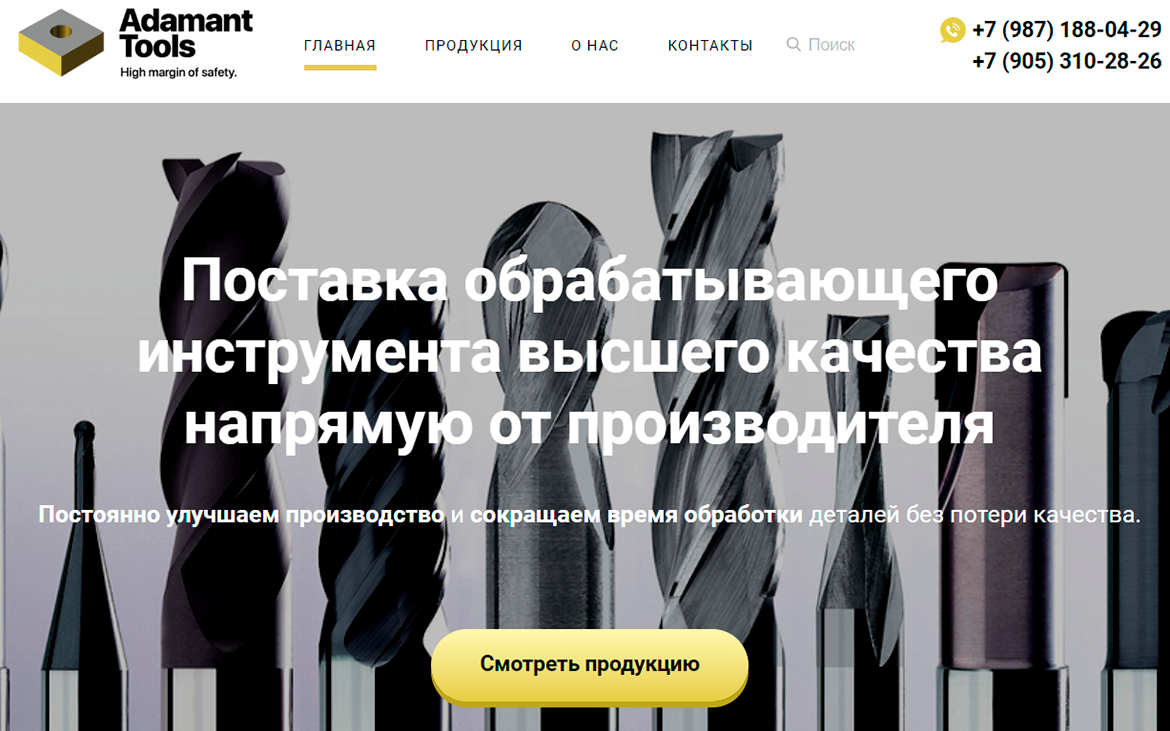 Adamant
Tools
High margin of safety.
ГЛАВНАЯ
ПРОДУКЦИЯ
О НАС
КОНТАКТЫ
Поиск
+7 (987) 188-04-29
+7 (905) 310-28-26
Поставка обрабатывающего
инструмента высшего качества
напрямую от производителя
Постоянно улучшаем производство и сокращаем время обработки деталей без потери качества.
Смотреть продукцию